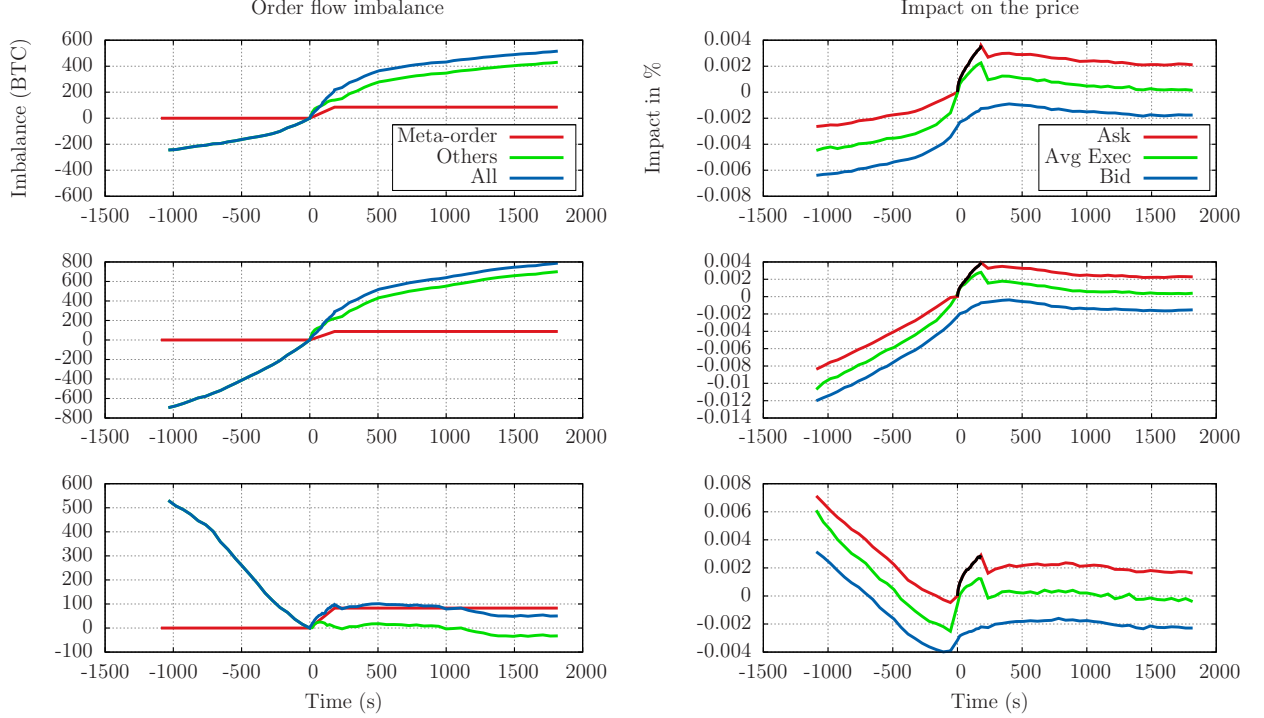 Order flow imbalance
Impact on the price
Imbalance (BTC)
600
400
200
0
-200
-400
-600
-1500 -1000 -500 0 500 1000 1500 2000
Meta-order
Others
All
Impact in %
0.004
0.002
0
-0.002
-0.004
-0.006
-0.008
-1500 -1000 -500 0 500 1000 1500 2000
Ask
Avg Exec
Bid
800
600
400
200
0
-200
-400
-600
-800
-1500 -1000 -500 0 500 1000 1500 2000
0.004
0.002
0
-0.002
-0.004
-0.006
-0.008
-0.01
-0.012
-0.014
-1500 -1000 -500 0 500 1000 1500 2000
600
500
400
300
200
100
0
-100
-1500 -1000 -500 0 500 1000 1500 2000
Time (s)
0.008
0.006
0.004
0.002
0
-0.002
-0.004
-1500 -1000 -500 0 500 1000 1500 2000
Time (s)